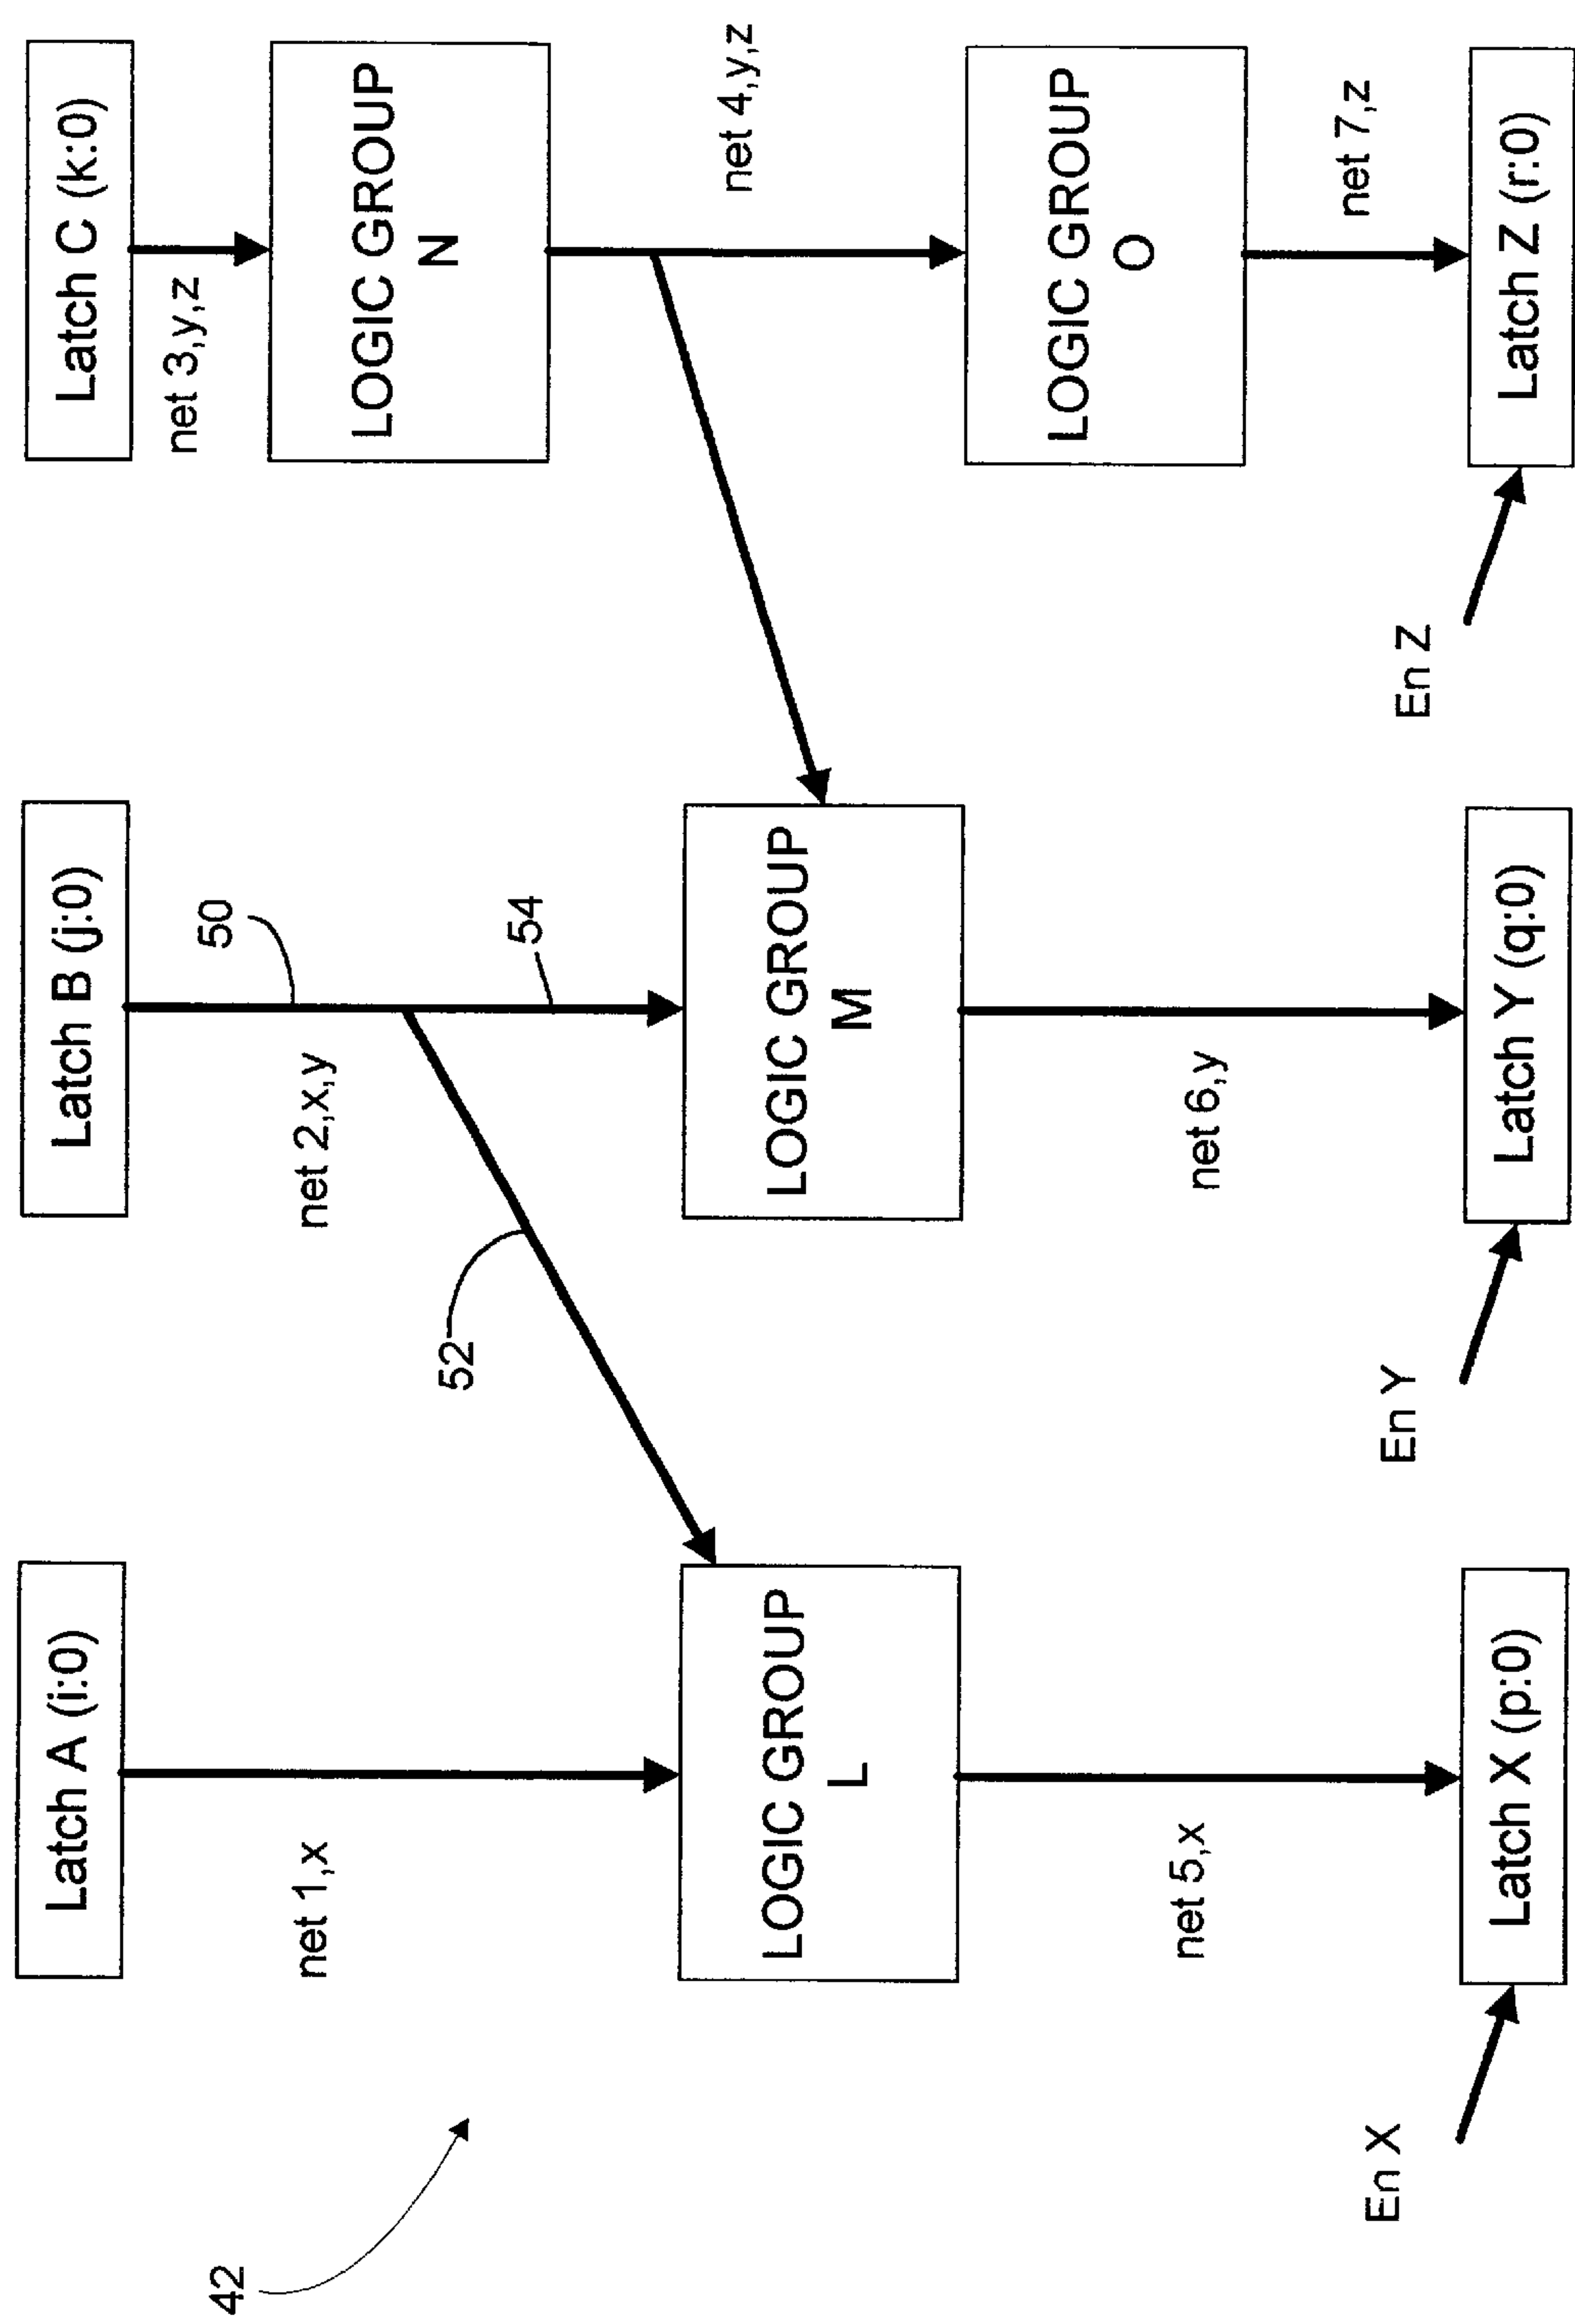 42
Latch A (i:0)
Latch B (j:0)
Latch C (k:0)
net 1,x
net 2,x,y
50
net 3,y,z
52
54
LOGIC GROUP
N
net 4,y,z
LOGIC GROUP
L
LOGIC GROUP
M
LOGIC GROUP
O
net 5,x
net 6,y
net 7,z
En X
Latch X (p:0)
En Y
Latch Y (q:0)
En Z
Latch Z (r:0)